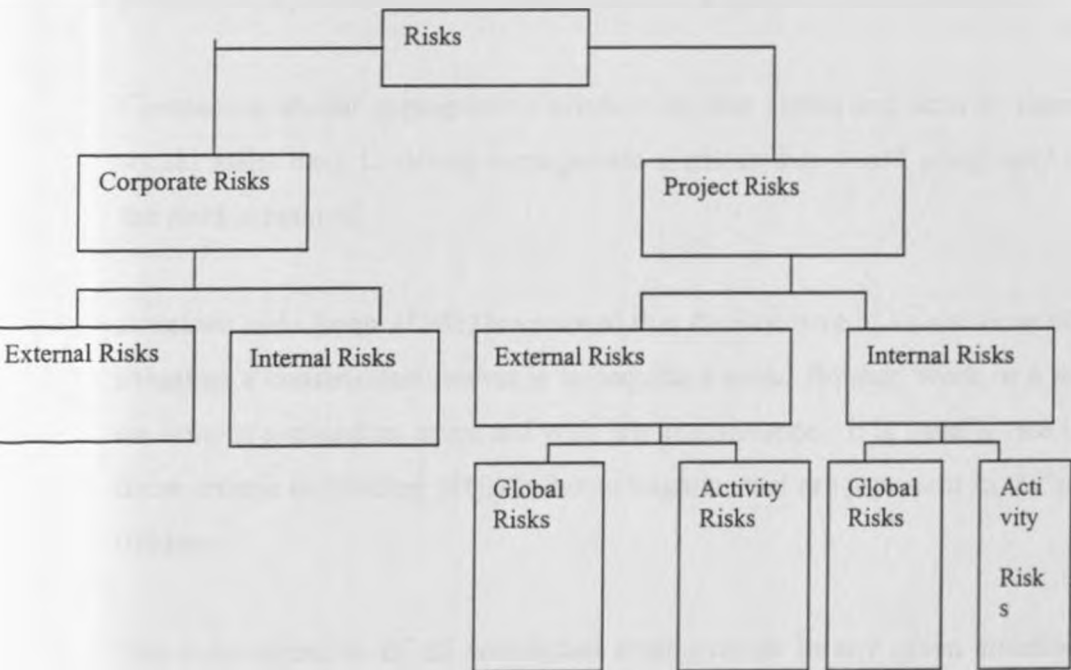 Risks
Corporate Risks
Project Risks
External Risks
Internal Risks
External Risks
Internal Risks
Global
Risks
Activity
Risks
Global
Risks
Acti
vity
Risk
s